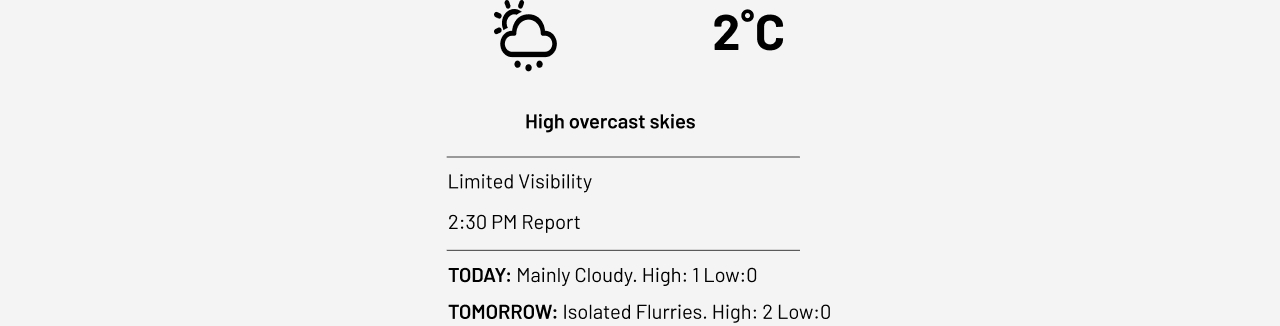 2°C
High overcast skies
Limited Visibility
2:30 PM Report
TODAY: Mainly Cloudy. High: 1 Low:0
TOMORROW: Isolated Flurries. High: 2 Low:0